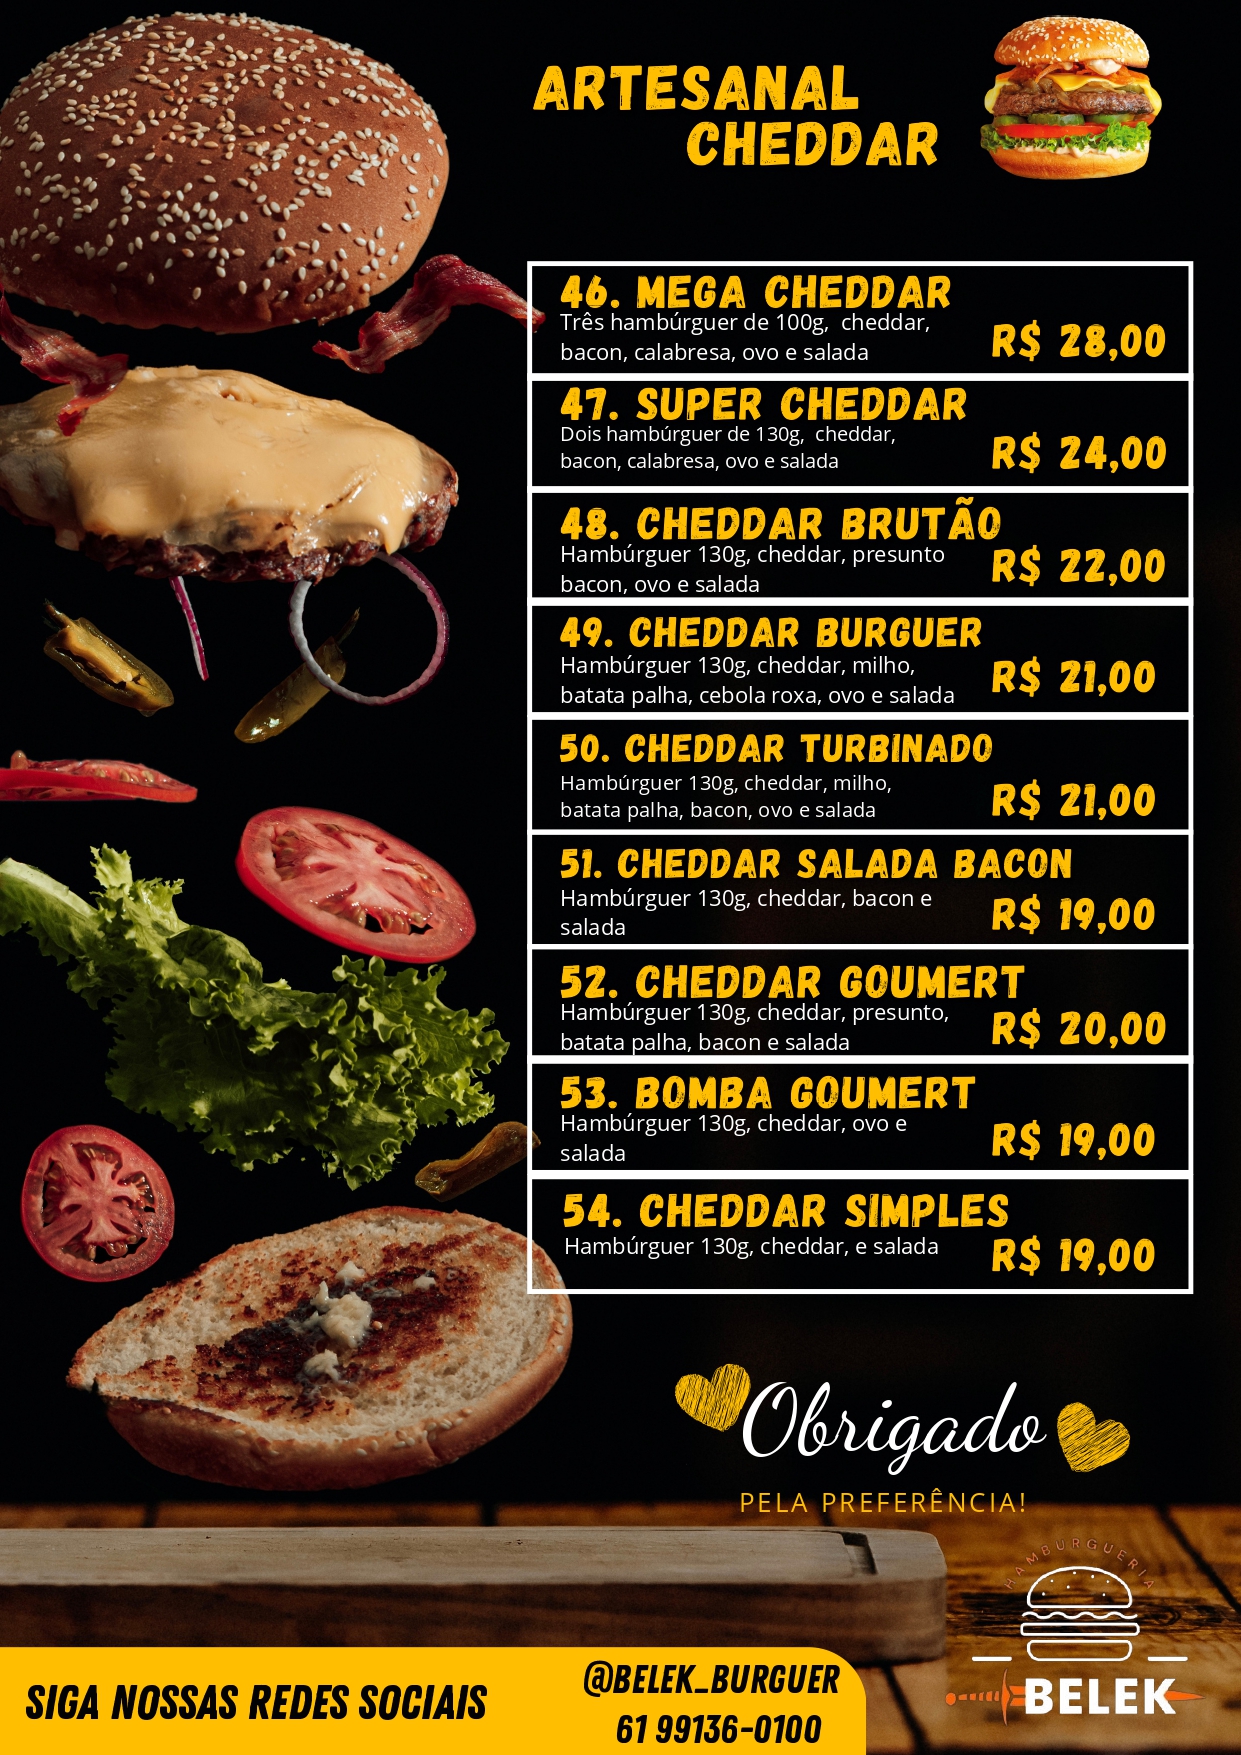 ARTESANAL
CHEDDAR
46. MEGA CHEDDAR
Três hambúrguer de 100g, cheddar,
bacon, calabresa, ovo e salada
R$ 28,00
47. SUPER CHEDDAR
Dois hambúrguer de 130g, cheddar,
bacon, calabresa, ovo e salada
R$ 24,00
48. CHEDDAR BRUTÃO
Hambúrguer 130g, cheddar, presunto
bacon, ovo e salada
R$ 22,00
49. CHEDDAR BURGUER
Hambúrguer 130g, cheddar, milho,
batata palha, cebola roxa, ovo e salada
R$ 21,00
50. CHEDDAR TURBINADO
Hambúrguer 130g, cheddar, milho,
batata palha, bacon, ovo e salada
R$ 21,00
51. CHEDDAR SALADA BACON
Hambúrguer 130g, cheddar, bacon e
salada
R$ 19,00
52. CHEDDAR GOUMERT
Hambúrguer 130g, cheddar, presunto,
batata palha, bacon e salada
R$ 20,00
53. BOMBA GOUMERT
Hambúrguer 130g, cheddar, ovo e
salada
R$ 19,00
54. CHEDDAR SIMPLES
Hambúrguer 130g, cheddar, e salada
R$ 19,00
Obrigado
PELA PREFERÊNCIA!
HAMBURGUERIA
BELEK
SIGA NOSSAS REDES SOCIAIS
@BELEK_BURGUER
61 99136-0100